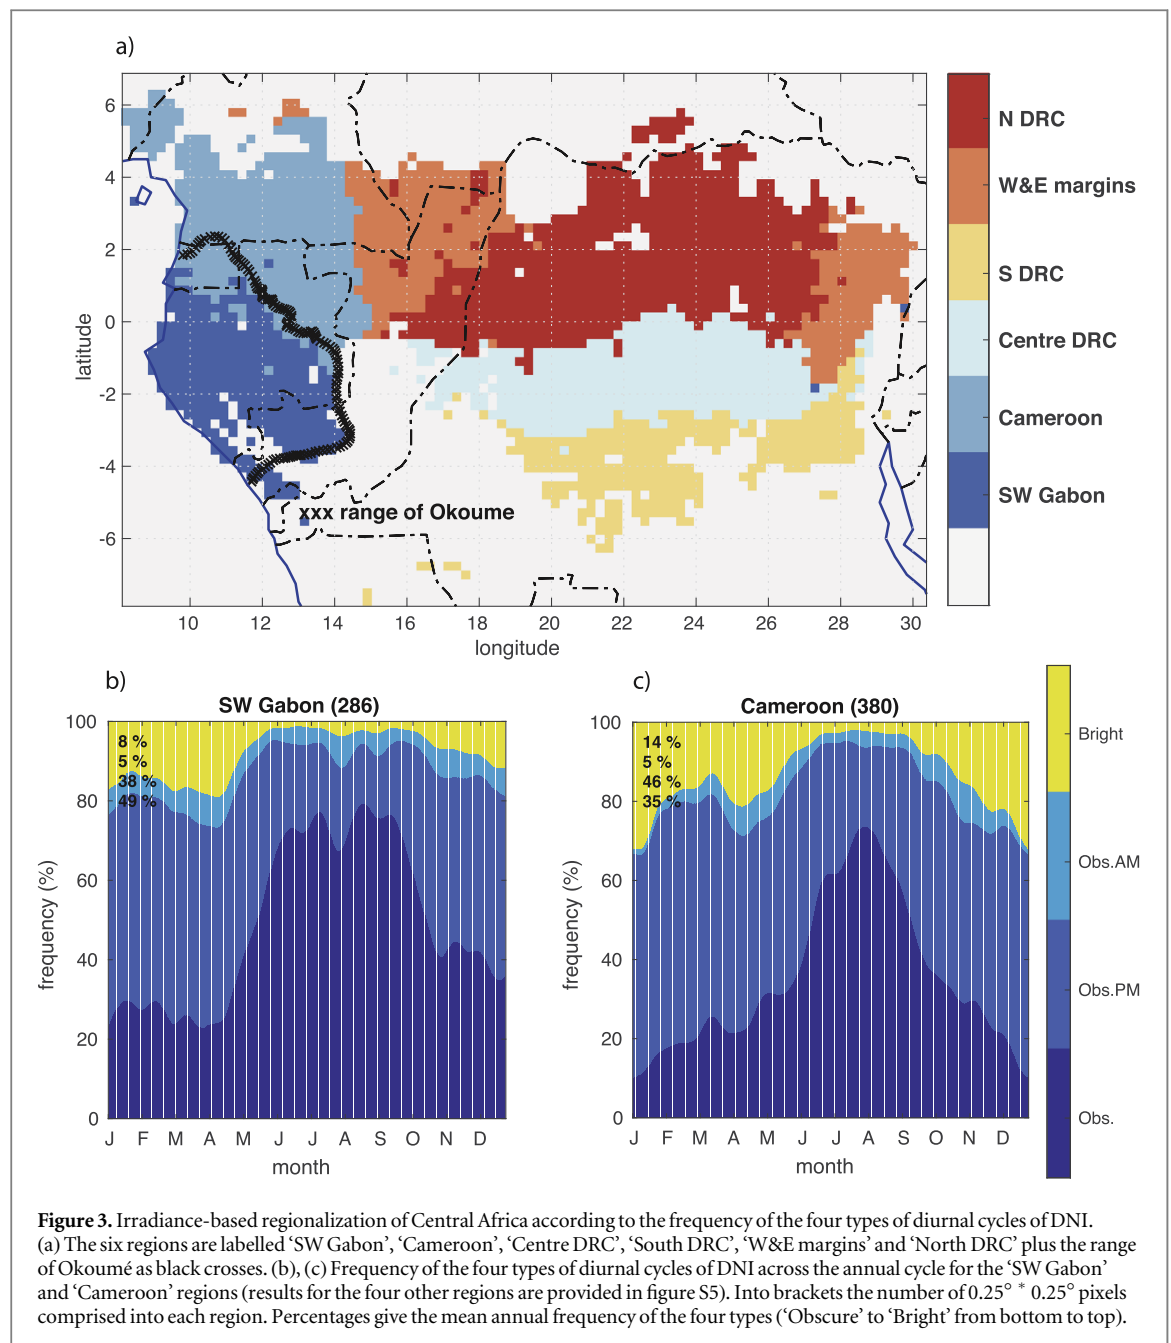 a)
6
4
2
0
-2
-4
-6
latitude
10
12
14
16
18
20
22
24
26
28
30
longitude
xxx range of Okoume
N DRC
W&E margins
S DRC
Centre DRC
Cameroon
SW Gabon
b)
SW Gabon (286)
100
80
60
40
20
0
frequency (%)
8 %
5 %
38 %
49 %
J F M A M J J A S O N D
month
c)
Cameroon (380)
100
80
60
40
20
0
frequency (%)
14 %
5 %
46 %
35 %
J F M A M J J A S O N D
month
Bright
Obs.AM
Obs.PM
Obs.
Figure 3. Irradiance-based regionalization of Central Africa according to the frequency of the four types of diurnal cycles of DNI.
(a) The six regions are labelled ‘SW Gabon’, ‘Cameroon’, ‘Centre DRC’, ‘South DRC’, ‘W&E margins’ and ‘North DRC’ plus the range
of Okoumé as black crosses. (b), (c) Frequency of the four types of diurnal cycles of DNI across the annual cycle for the ‘SW Gabon’
and ‘Cameroon’ regions (results for the four other regions are provided in figure S5). Into brackets the number of 0.25° * 0.25° pixels
comprised into each region. Percentages give the mean annual frequency of the four types (‘Obscure’ to ‘Bright’ from bottom to top).